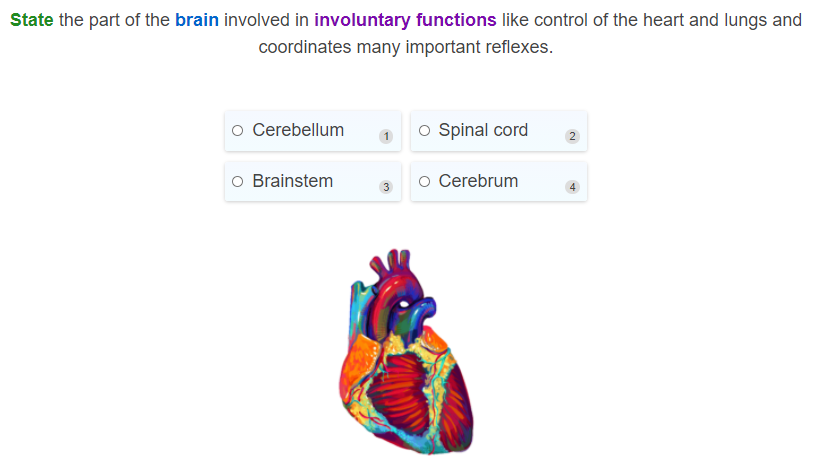 State the part of the brain involved in involuntary functions like control of the heart and lungs and
coordinates many important reflexes.
Cerebellum 1
Spinal cord 2
Brainstem 3
Cerebrum 4